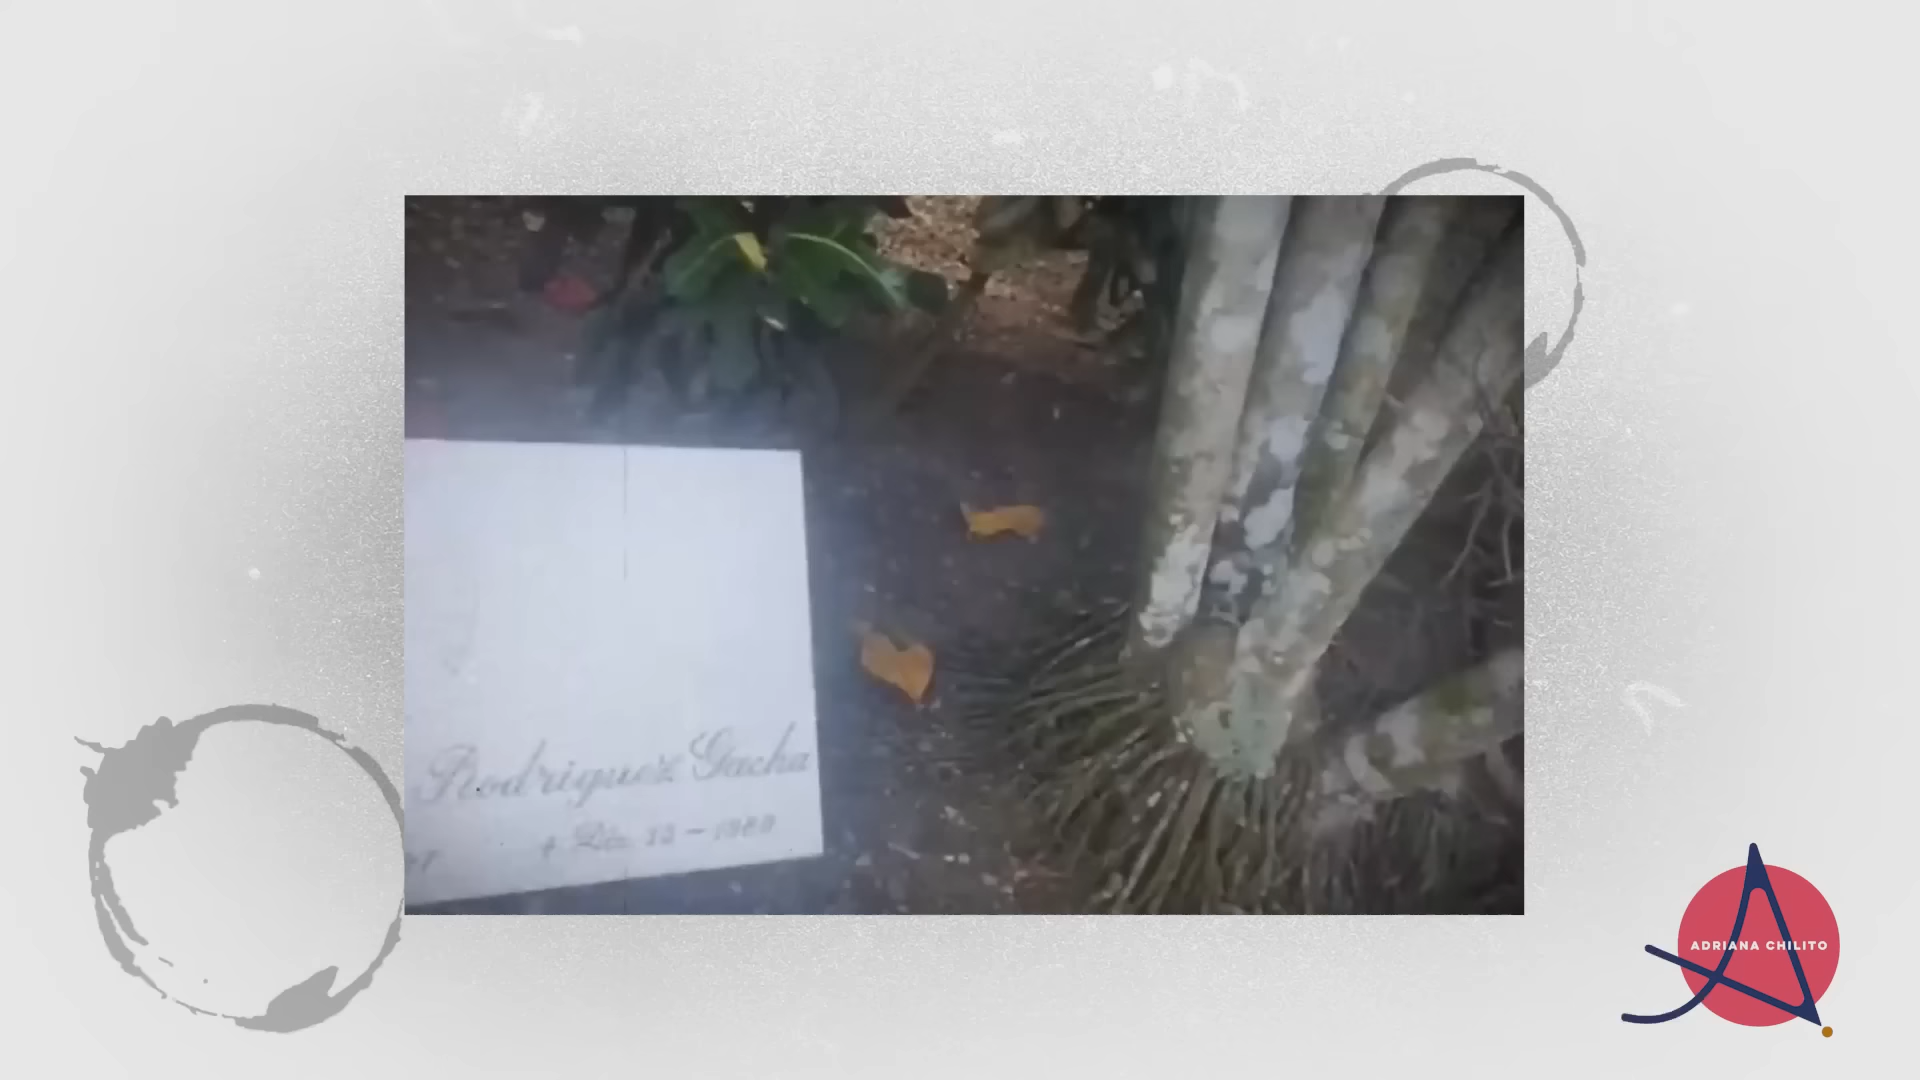 Rodriguez Gacha
+ Dic. 15 - 1989
ADRIANA CHILITO